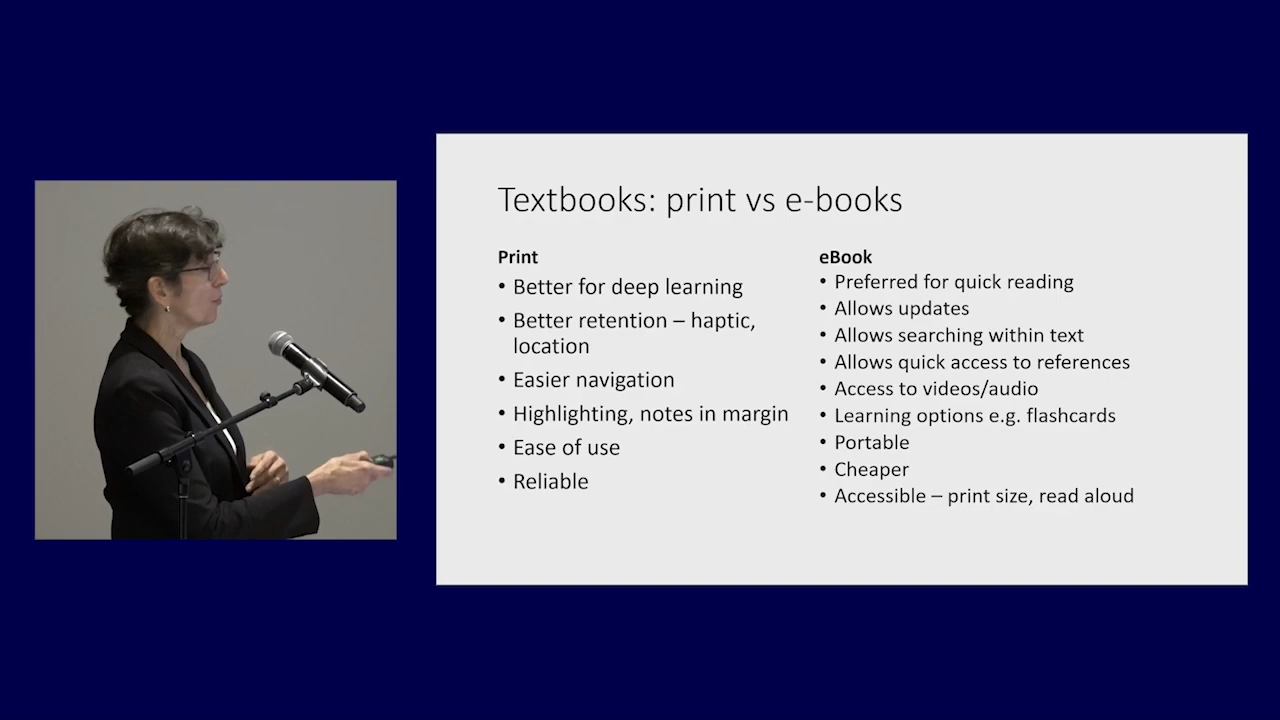 Textbooks: print vs e-books
Print
• Better for deep learning
• Better retention – haptic,
location
• Easier navigation
• Highlighting, notes in margin
• Ease of use
• Reliable
eBook
• Preferred for quick reading
• Allows updates
• Allows searching within text
• Allows quick access to references
• Access to videos/audio
• Learning options e.g. flashcards
• Portable
• Cheaper
• Accessible – print size, read aloud